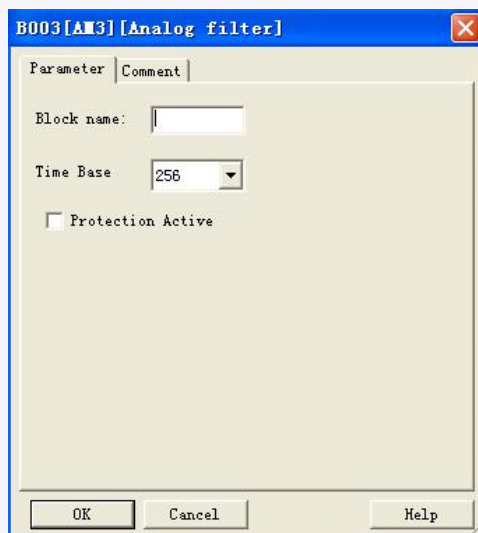 B003[AM3][Analog filter]
Parameter Comment
Block name:
Time Base 256
Protection Active
OK Cancel Help